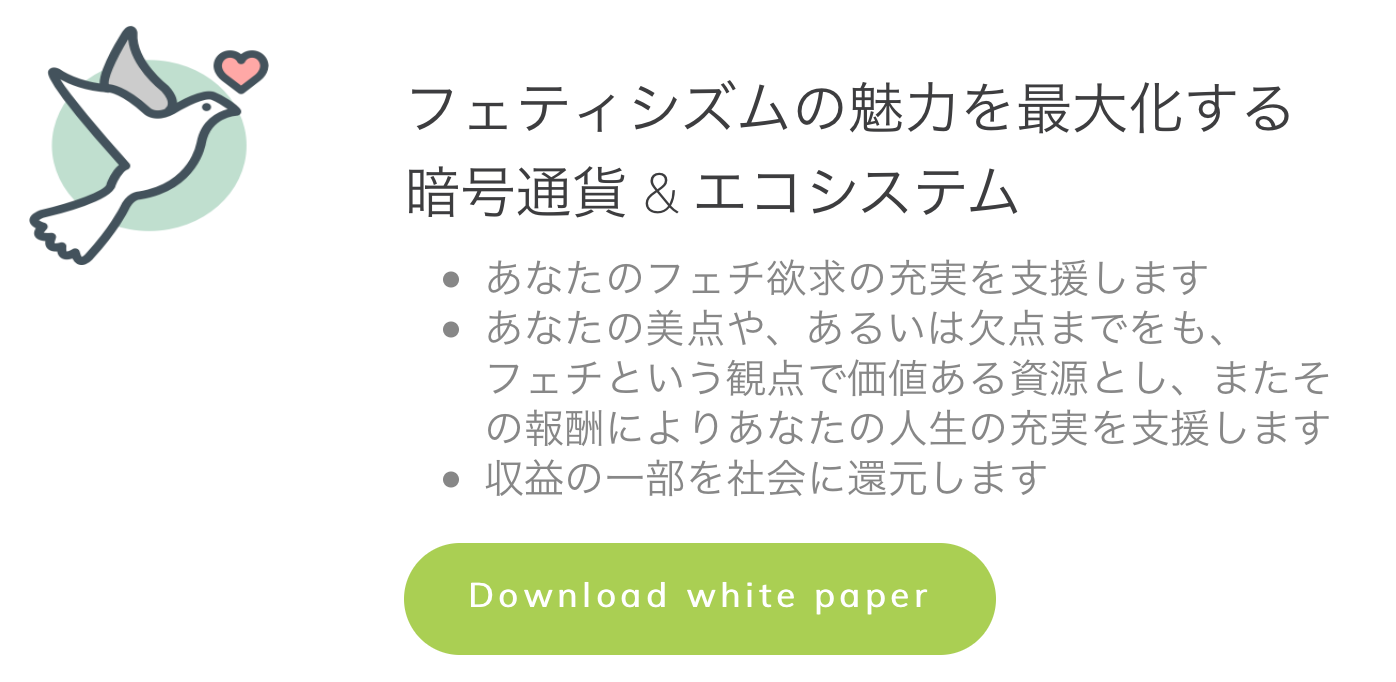 フェティシズムの魅力を最大化する
暗号通貨 & エコシステム
• あなたのフェチ欲求の充実を支援します
• あなたの美点や、あるいは欠点までをも、
フェチという観点で価値ある資源とし、またそ
の報酬によりあなたの人生の充実を支援します
• 収益の一部を社会に還元します
Download white paper